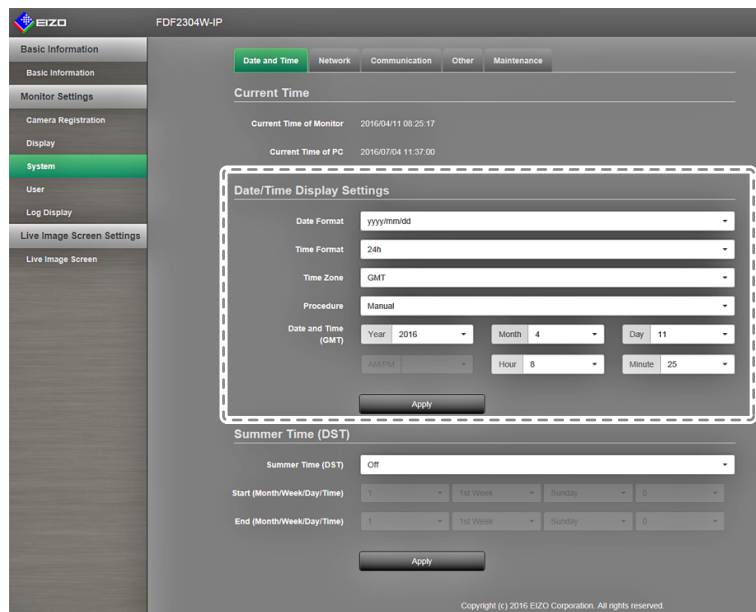 EIZO FDF2304W-IP
Basic Information
Basic Information
Monitor Settings
Camera Registration
Display
System
User
Log Display
Live Image Screen Settings
Live Image Screen
Date and Time Network Communication Other Maintenance
Current Time
Current Time of Monitor 2016/04/11 08:25:17
Current Time of PC 2016/07/04 11:37:00
Date/Time Display Settings
Date Format yyyy/mm/dd
Time Format 24h
Time Zone GMT
Procedure Manual
Date and Time
(GMT)
Year 2016 Month 4 Day 11
AM/PM Hour 8 Minute 25
Apply
Summer Time (DST)
Summer Time (DST) Off
Start (Month/Week/Day/Time) 1 1st Week Sunday 0
End (Month/Week/Day/Time) 1 1st Week Sunday 0
Apply
Copyright (c) 2016 EIZO Corporation. All rights reserved.